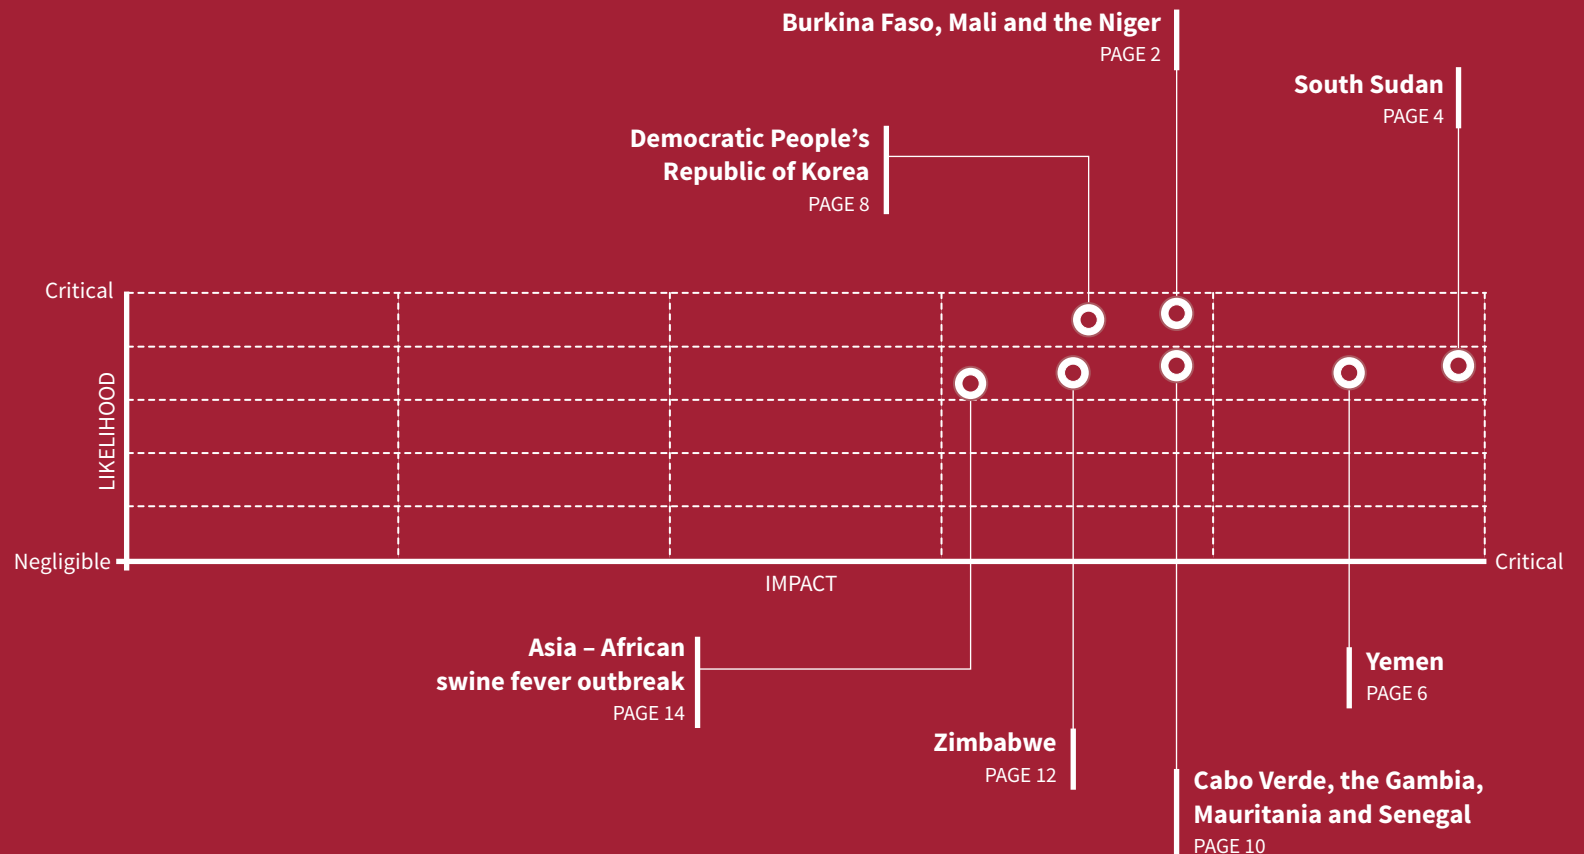 Burkina Faso, Mali and the Niger
PAGE 2
South Sudan
PAGE 4
Democratic People’s
Republic of Korea
PAGE 8
Critical
LIKELIHOOD
Negligible
Critical
IMPACT
Asia – African
swine fever outbreak
PAGE 14
Yemen
PAGE 6
Zimbabwe
PAGE 12
Cabo Verde, the Gambia,
Mauritania and Senegal
PAGE 10